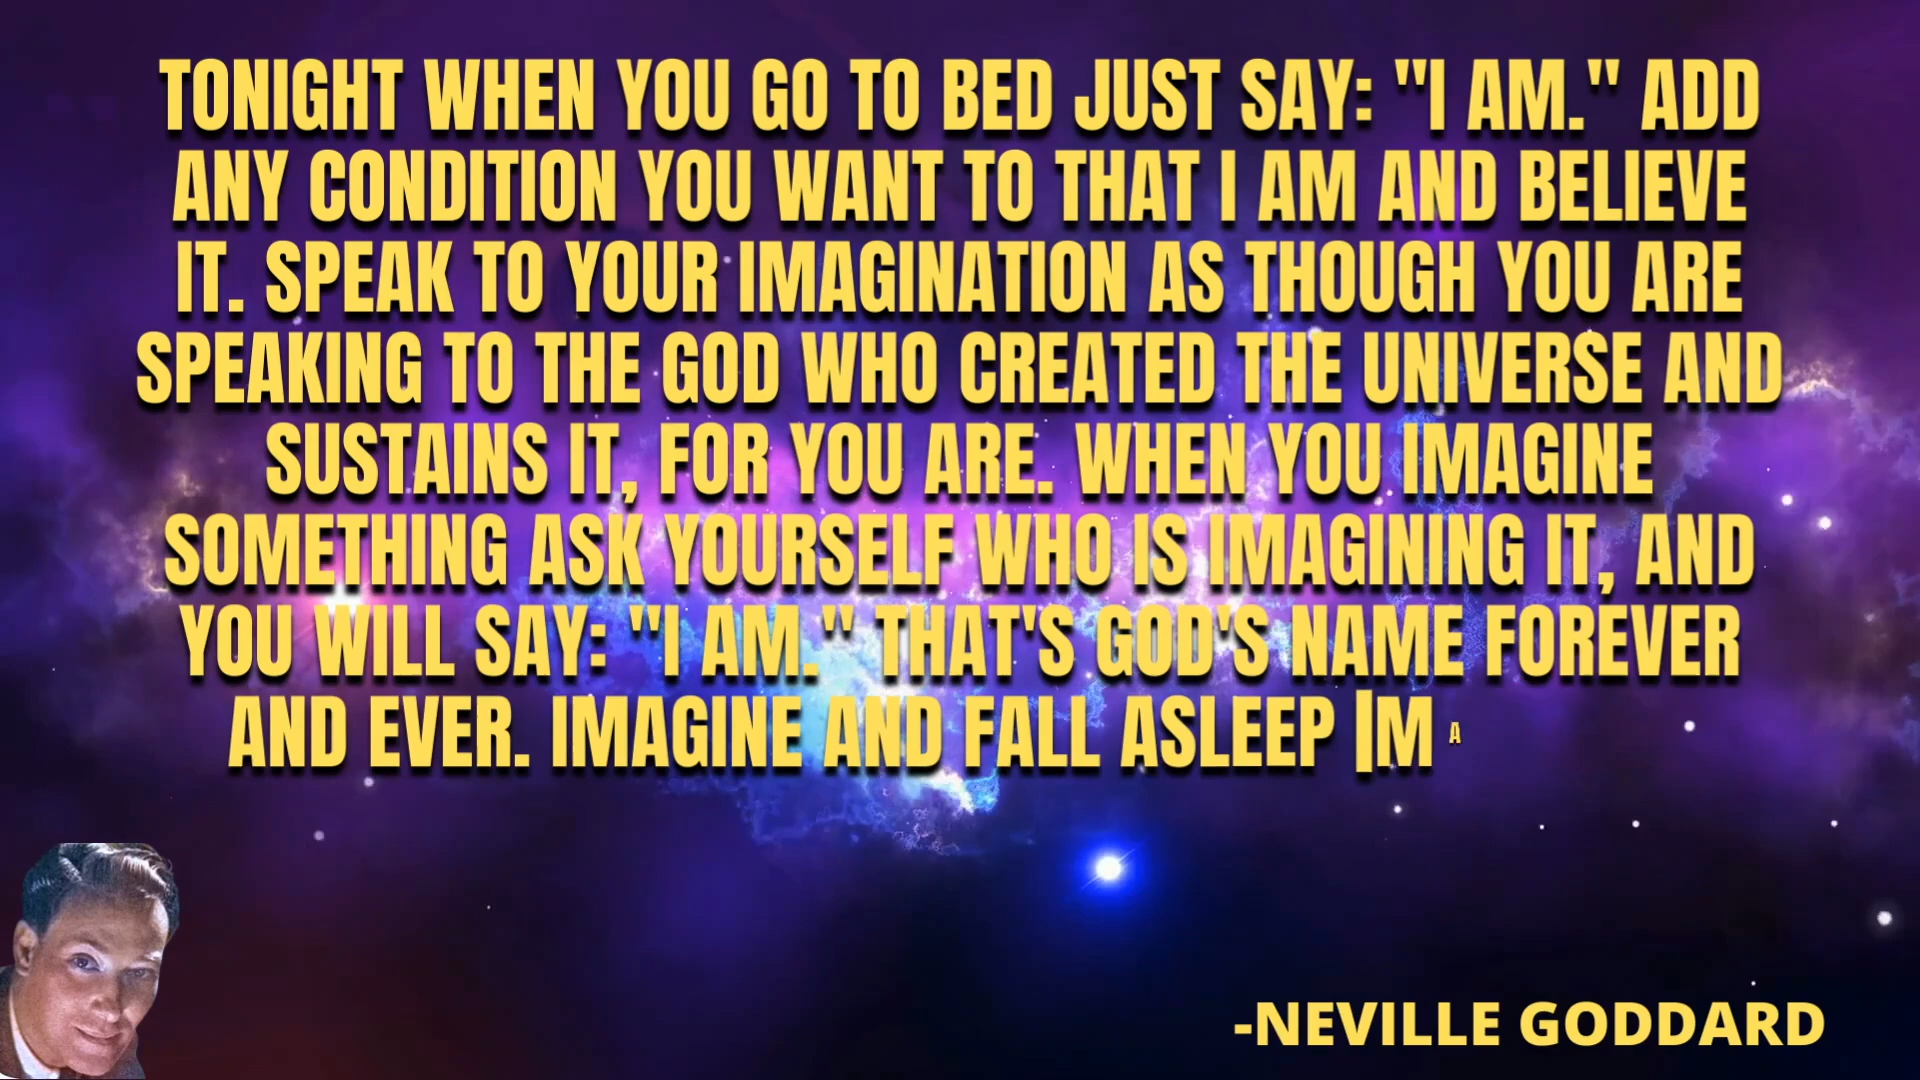 TONIGHT WHEN YOU GO TO BED JUST SAY: "I AM." ADD
ANY CONDITION YOU WANT TO THAT I AM AND BELIEVE
IT. SPEAK TO YOUR IMAGINATION AS THOUGH YOU ARE
SPEAKING TO THE GOD WHO CREATED THE UNIVERSE AND
SUSTAINS IT, FOR YOU ARE. WHEN YOU IMAGINE
SOMETHING ASK YOURSELF WHO IS IMAGINING IT, AND
YOU WILL SAY: "I AM." THAT'S GOD'S NAME FOREVER
AND EVER. IMAGINE AND FALL ASLEEP IMA
-NEVILLE GODDARD